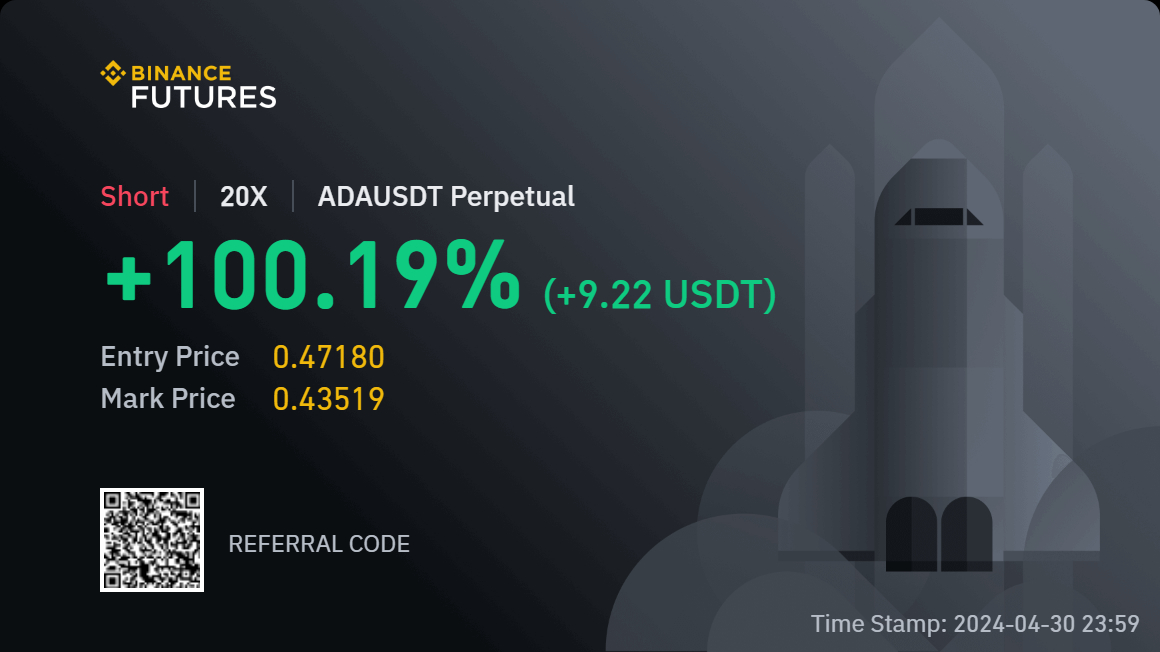 BINANCE
FUTURES
Short | 20X | ADAUSDT Perpetual
+100.19% (+9.22 USDT)
Entry Price 0.47180
Mark Price 0.43519
REFERRAL CODE
Time Stamp: 2024-04-30 23:59